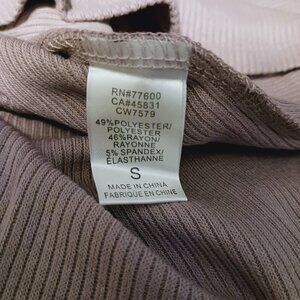 RN#77600
CA#45831
CW7579
49%POLYESTER/
POLYESTER
46%RAYON/
RAYONNE
5% SPANDEX/
ÉLASTHANNE
S
MADE IN CHINA
FABRIQUÉ EN CHINE